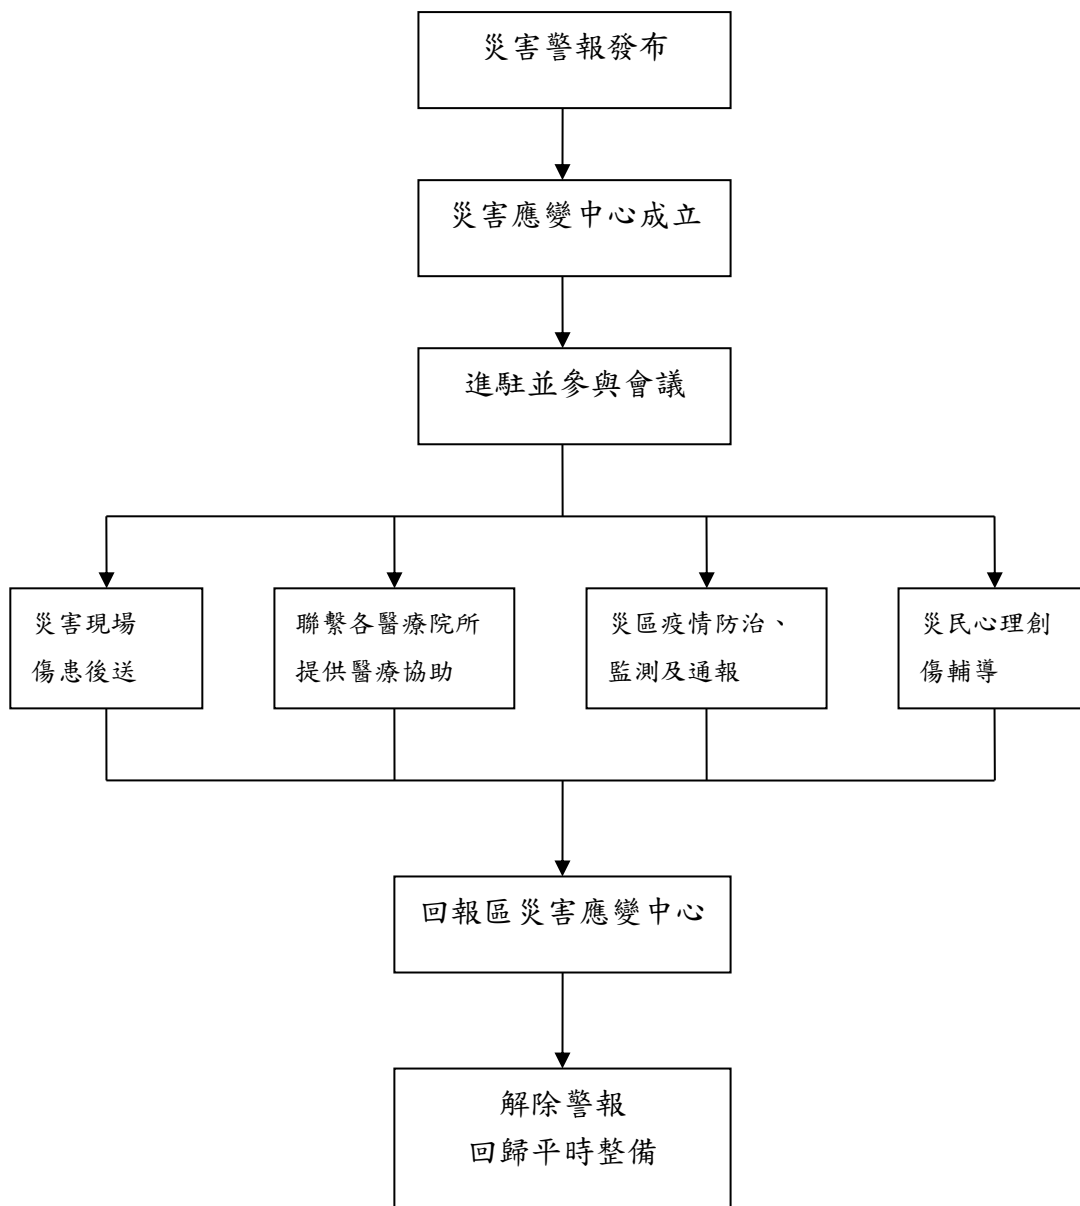 災害警報發布
災害應變中心成立
進駐並參與會議
災害現場
傷患後送
聯繫各醫療院所
提供醫療協助
災區疫情防治、
監測及通報
災民心理創
傷輔導
回報區災害應變中心
解除警報
回歸平時整備